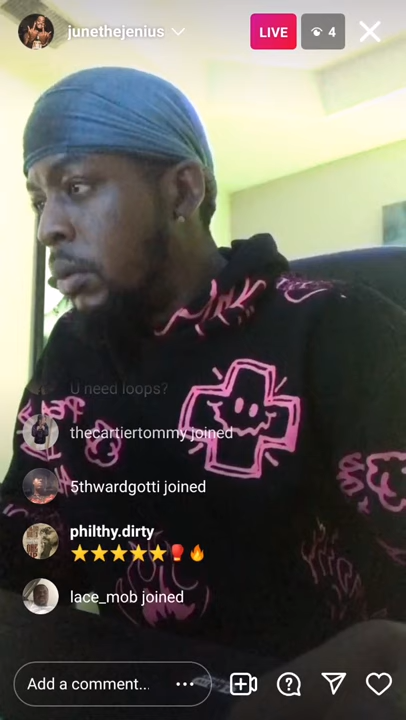 junethejenius
LIVE
4
U need loops?
thecartiertommy joined
5thwardgotti joined
philthy.dirty
⭐⭐⭐⭐⭐🥊🔥
lace_mob joined
Add a comment...